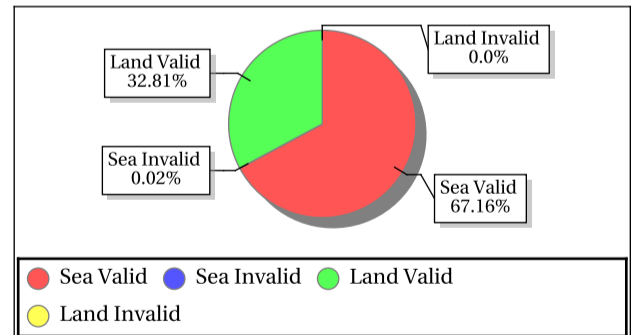 Land Invalid
0.0%
Land Valid
32.81%
Sea Invalid
0.02%
Sea Valid
67.16%
Sea Valid Sea Invalid Land Valid
Land Invalid